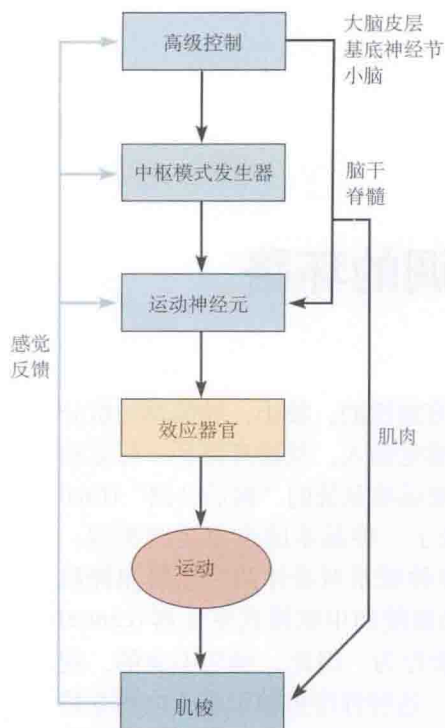 高级控制
大脑皮层
基底神经节
小脑
中枢模式发生器
脑干
脊髓
运动神经元
感觉
反馈
效应器官
肌肉
运动
肌梭